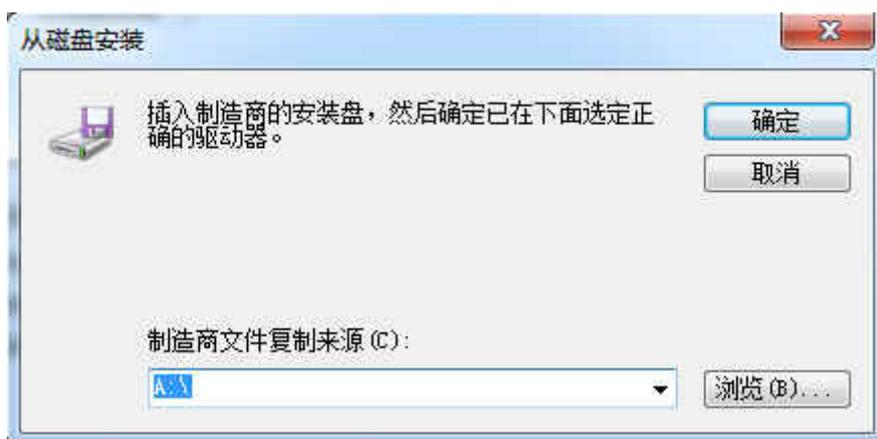 从磁盘安装
插入制造商的安装盘，然后确定已在下面选定正
确的驱动器。
确定
取消
制造商文件复制来源(C):
A:\
浏览(B)...